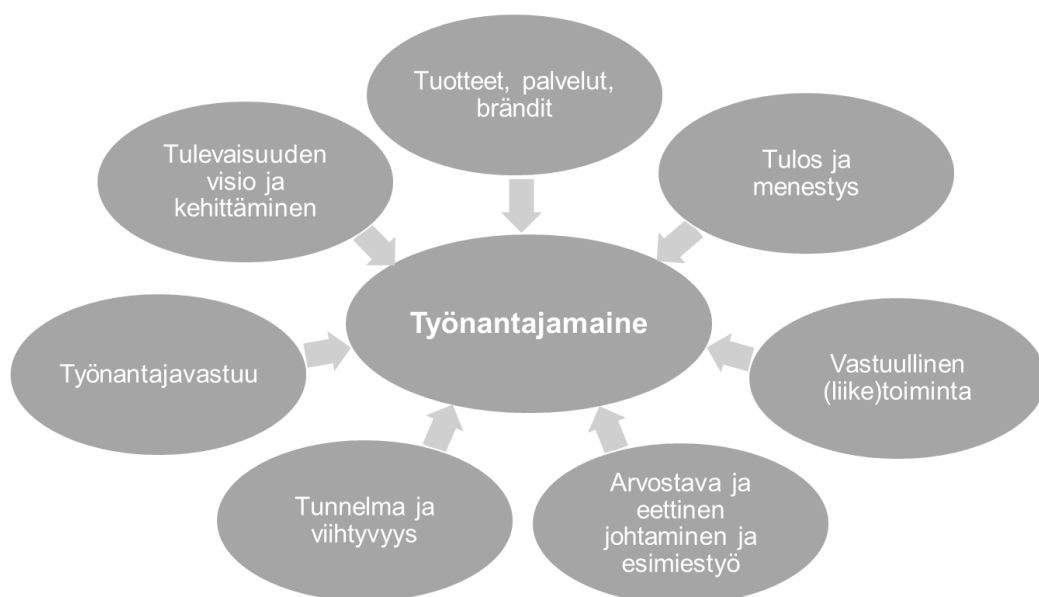 Tuotteet, palvelut,
brändit
Tulos ja
menestys
Vastuullinen
(liike)toiminta
Arvostava ja
eettinen
johtaminen ja
esimiestyö
Tunnelma ja
viihtyvyys
Työnantajavastuu
Tulevaisuuden
visio ja
kehittäminen
Työnantajamaine